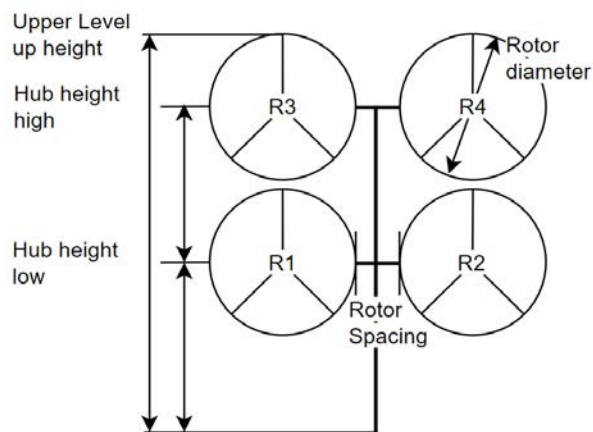 Upper Level
up height
Rotor
diameter
Hub height
high
R3
R4
Hub height
low
R1
R2
Rotor
Spacing